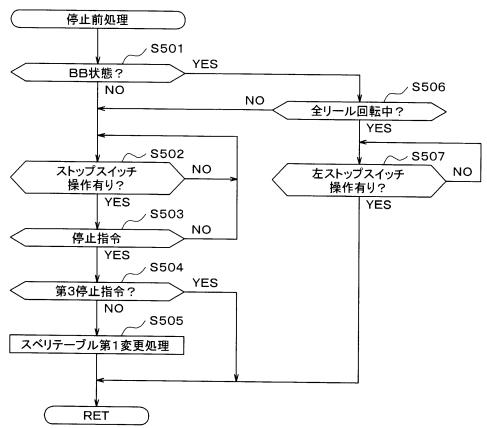 停止前処理
S501
BB状態?
YES
NO
S506
NO
全リール回転中?
YES
S502
ストップスイッチ
操作有り?
NO
YES
S507
左ストップスイッチ
操作有り?
NO
YES
S503
停止指令
NO
YES
S504
第3停止指令?
YES
NO
S505
スベリテーブル第1変更処理
RET